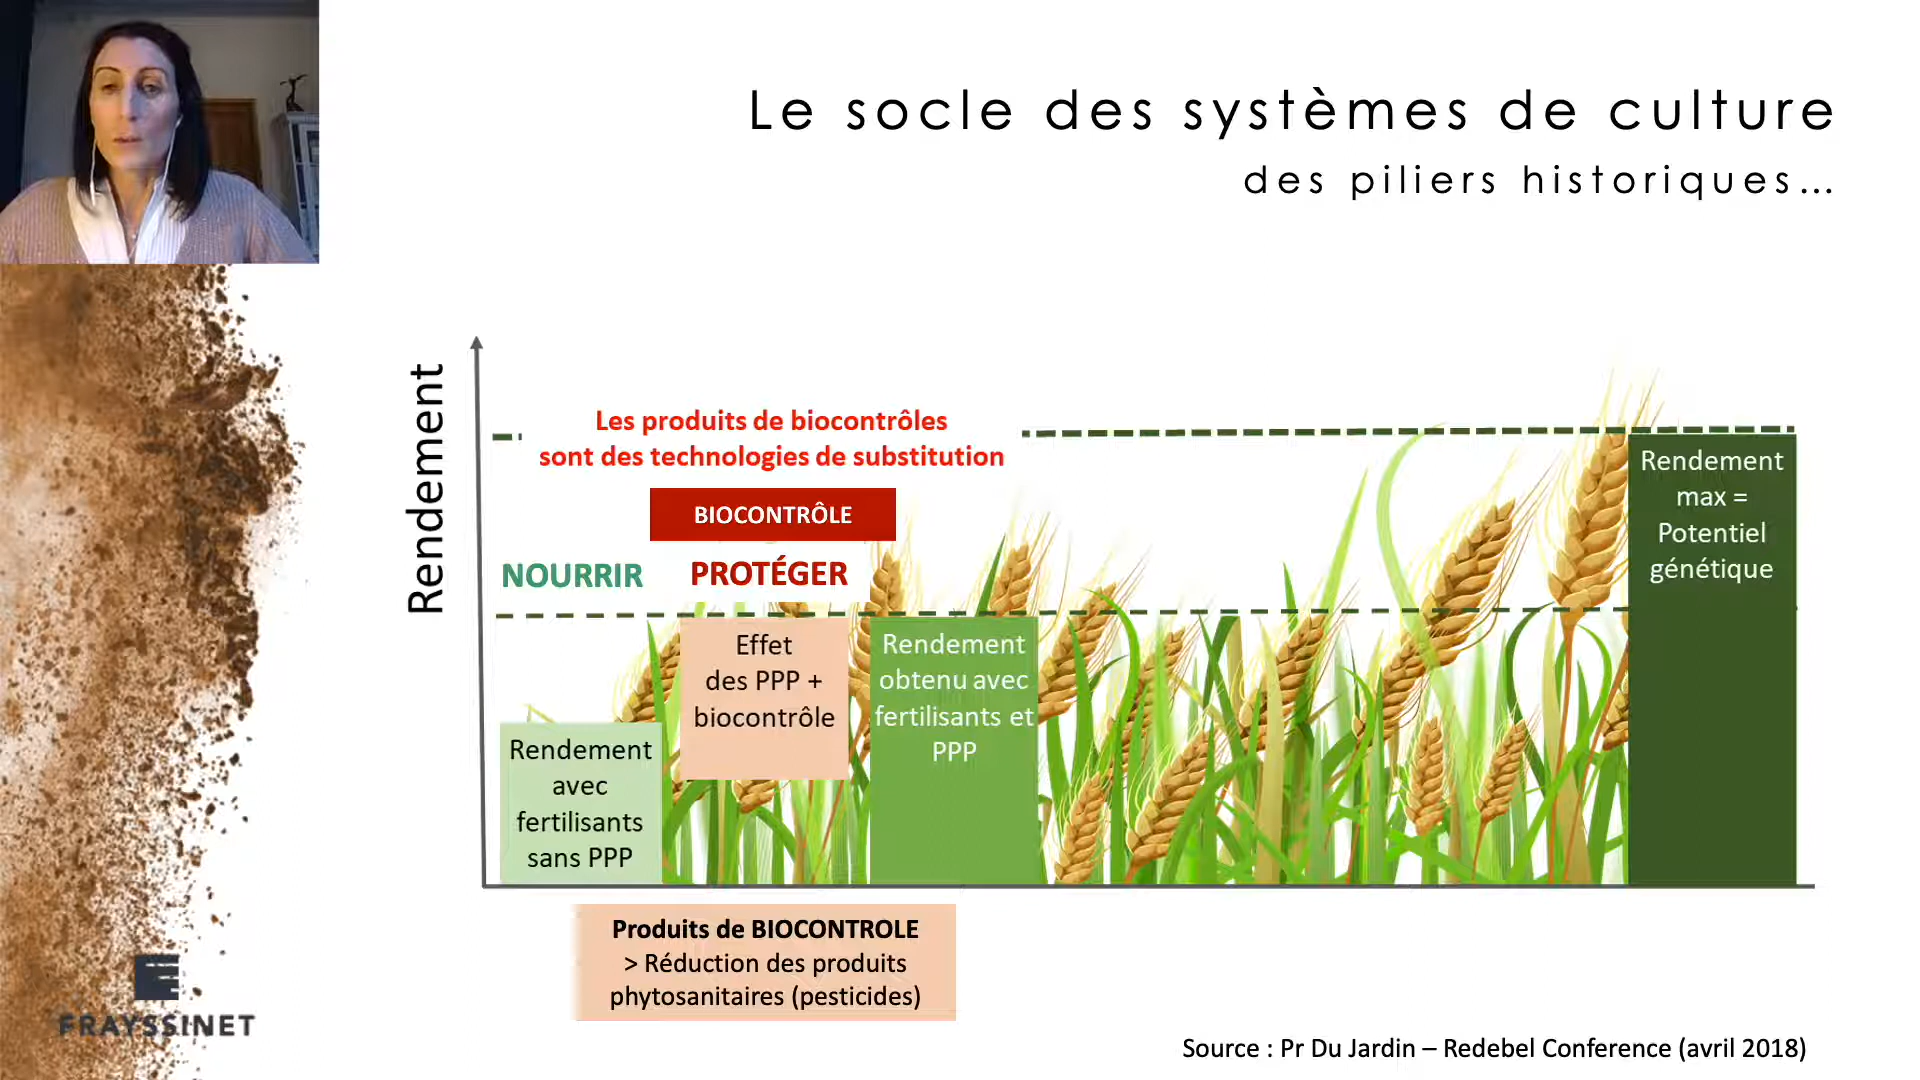 Le socle des systèmes de culture
des piliers historiques...
Rendement
Les produits de biocontrôles
sont des technologies de substitution
BIOCONTRÔLE
NOURRIR
PROTÉGER
Rendement
avec
fertilisants
sans PPP
Effet
des PPP +
biocontrôle
Rendement
obtenu avec
fertilisants et
PPP
Rendement
max =
Potentiel
génétique
Produits de BIOCONTROLE
> Réduction des produits
phytosanitaires (pesticides)
FRAYSSINET
Source : Pr Du Jardin – Redebel Conference (avril 2018)